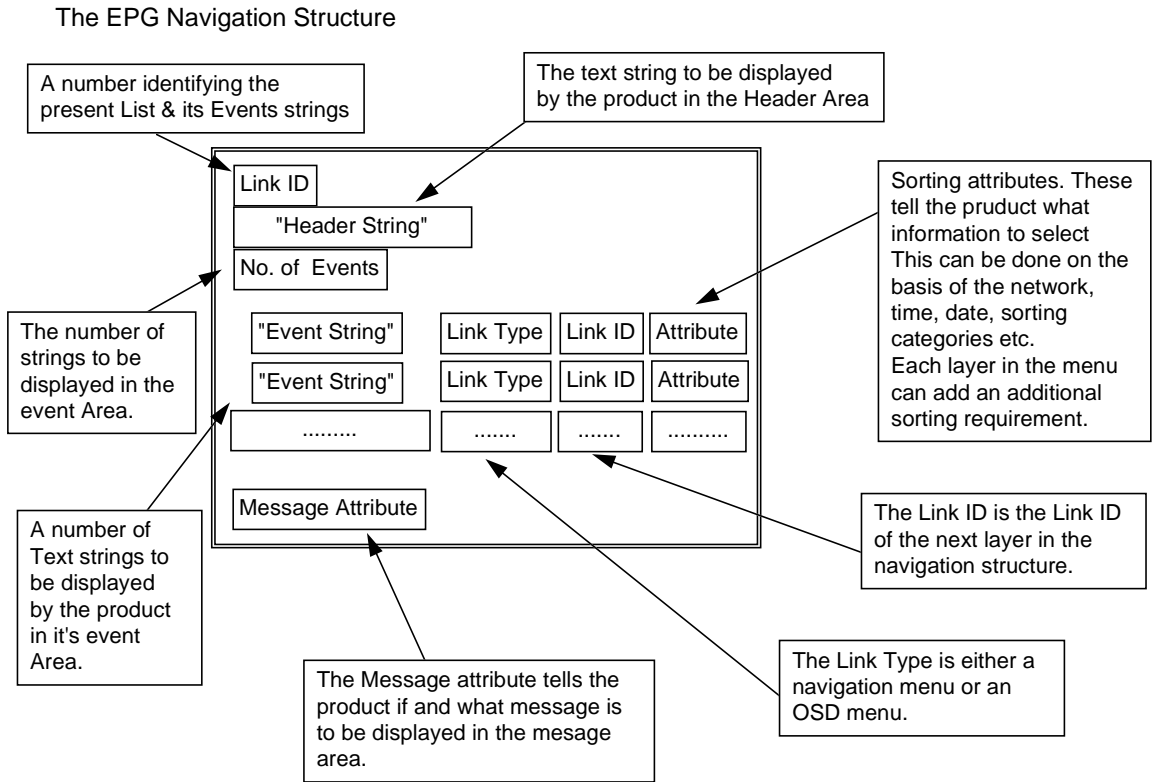 The EPG Navigation Structure
A number identifying the
present List & its Events strings
The text string to be displayed
by the product in the Header Area
Link ID
"Header String"
No. of  Events
Sorting attributes. These
tell the pruduct what
information to select
This can be done on the
basis of the network,
time, date, sorting
categories etc.
Each layer in the menu
can add an additional
sorting requirement.
The number of
strings to be
displayed in the
event Area.
"Event String" Link Type Link ID Attribute
"Event String" Link Type Link ID Attribute
......... ....... ....... ..........
Message Attribute
A number of
Text strings to
be displayed
by the product
in it's event
Area.
The Link ID is the Link ID
of the next layer in the
navigation structure.
The Link Type is either a
navigation menu or an
OSD menu.
The Message attribute tells the
product if and what message is
to be displayed in the mesage
area.